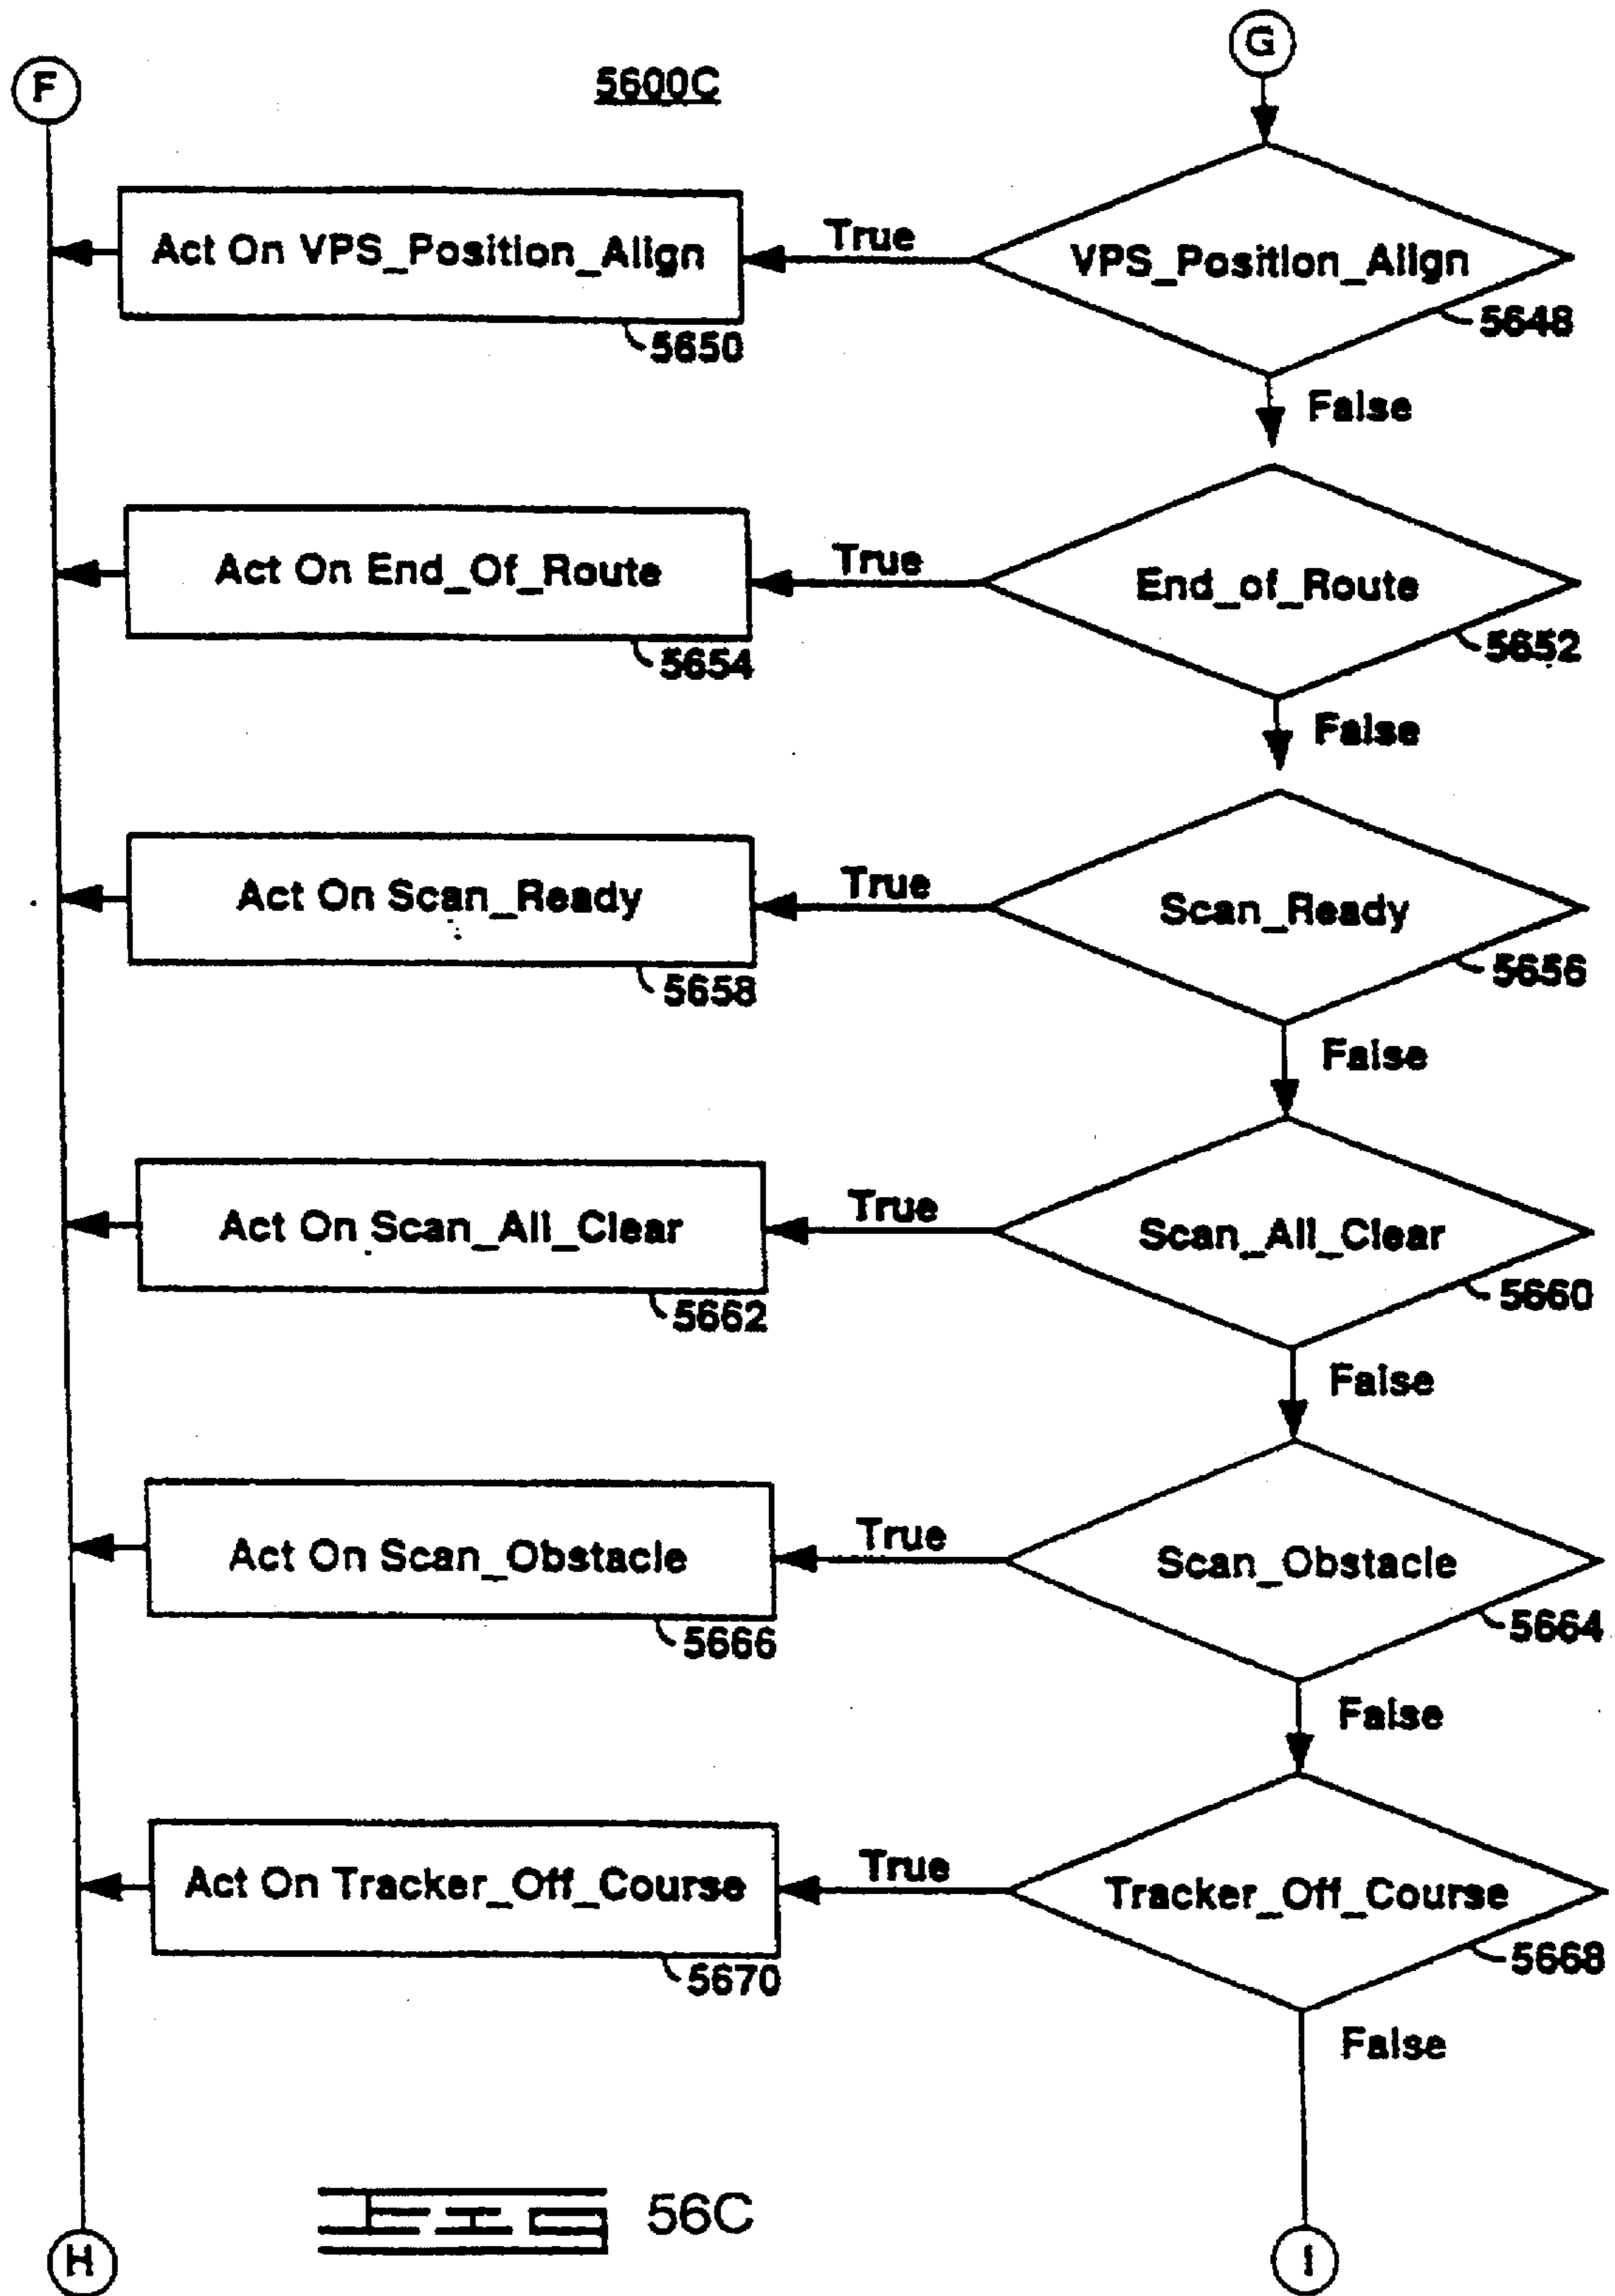 G
F
5600C
Act On VPS_Position_Align
True
VPS_Position_Align
5650
5648
False
Act On End_Of_Route
True
End_of_Route
5654
5652
False
Act On Scan_Ready
True
Scan_Ready
5658
5656
False
Act On Scan_All_Clear
True
Scan_All_Clear
5662
5660
False
Act On Scan_Obstacle
True
Scan_Obstacle
5666
5664
False
Act On Tracker_Off_Course
True
Tracker_Off_Course
5670
5668
False
FIG 56C
H
I